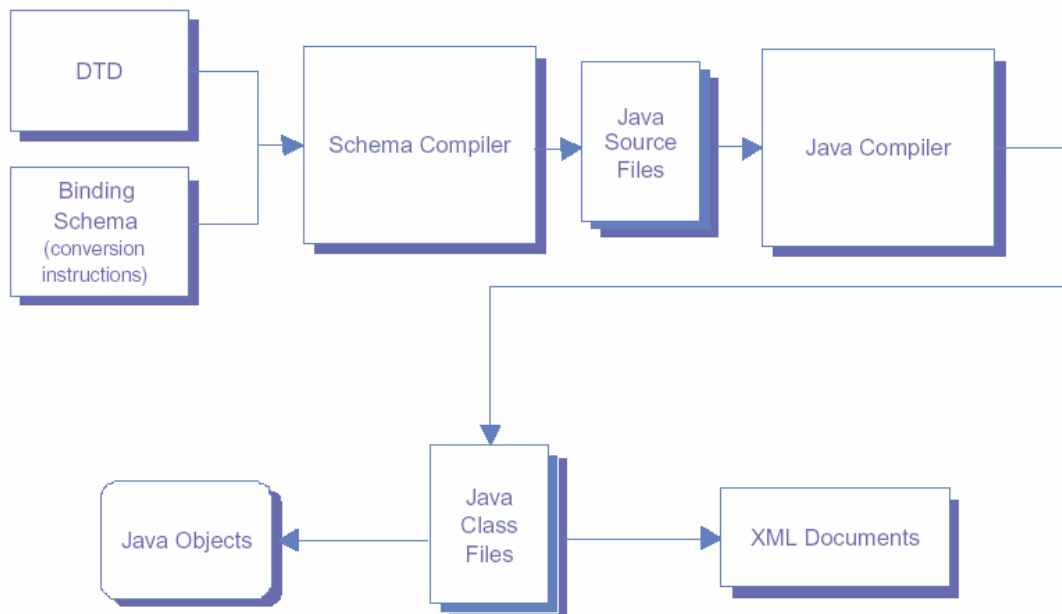 DTD
Binding
Schema
(conversion
instructions)
Schema Compiler
Java
Source
Files
Java Compiler
Java Objects
Java
Class
Files
XML Documents